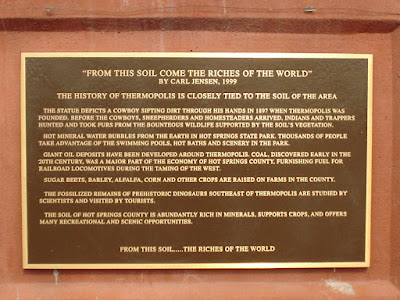 “FROM THIS SOIL COME THE RICHES OF THE WORLD”
BY CARL JENSEN, 1999
THE HISTORY OF THERMOPOLIS IS CLOSELY TIED TO THE SOIL OF THE AREA
THE STATUE DEPICTS A COWBOY SIFTING DIRT THROUGH HIS HANDS IN 1897 WHEN THERMOPOLIS WAS
FOUNDED. BEFORE THE COWBOYS, SHEEPHERDERS AND HOMESTEADERS ARRIVED, INDIANS AND TRAPPERS
HUNTED AND TOOK FURS FROM THE BOUNTEOUS WILDLIFE SUPPORTED BY THE SOIL'S VEGETATION.
HOT MINERAL WATER BUBBLES FROM THE EARTH IN HOT SPRINGS STATE PARK. THOUSANDS OF PEOPLE
TAKE ADVANTAGE OF THE SWIMMING POOLS, HOT BATHS AND SCENERY IN THE PARK.
GIANT OIL DEPOSITS HAVE BEEN DEVELOPED AROUND THERMOPOLIS. COAL, DISCOVERED EARLY IN THE
20TH CENTURY, WAS A MAJOR PART OF THE ECONOMY OF HOT SPRINGS COUNTY, FURNISHING FUEL FOR
RAILROAD LOCOMOTIVES DURING THE TAMING OF THE WEST.
SUGAR BEETS, BARLEY, ALFALFA, CORN AND OTHER CROPS ARE RAISED ON FARMS IN THE COUNTY.
THE FOSSILIZED REMAINS OF PREHISTORIC DINOSAURS SOUTHEAST OF THERMOPOLIS ARE STUDIED BY
SCIENTISTS AND VISITED BY TOURISTS.
THE SOIL OF HOT SPRINGS COUNTY IS ABUNDANTLY RICH IN MINERALS, SUPPORTS CROPS, AND OFFERS
MANY RECREATIONAL AND SCENIC OPPORTUNITIES.
FROM THIS SOIL.....THE RICHES OF THE WORLD